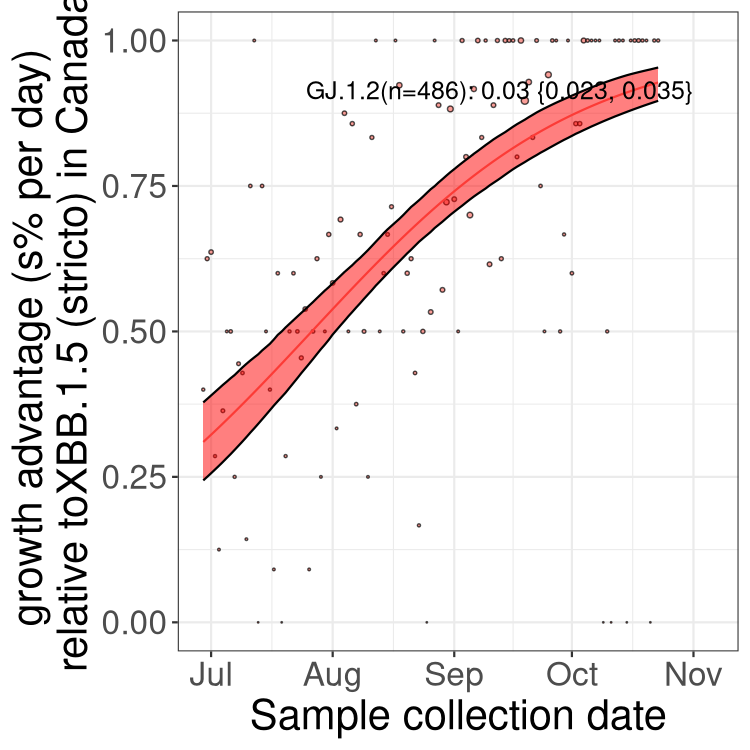 growth advantage (s% per day)
relative toXBB.1.5 (stricto) in Canada
1.00
0.75
0.50
0.25
0.00
GJ.1.2(n=486): 0.03 {0.023, 0.035}
Jul Aug Sep Oct Nov
Sample collection date